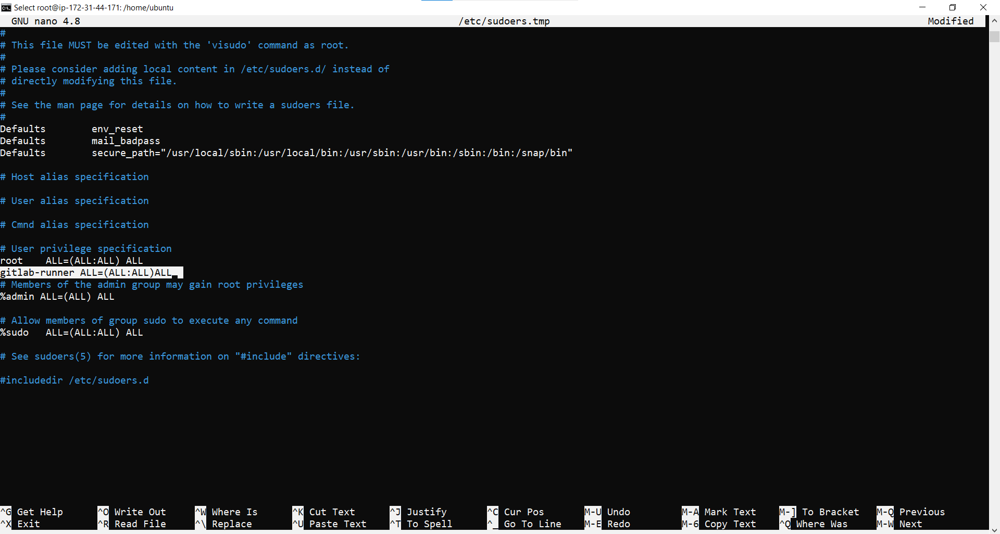 Select root@ip-172-31-44-171: /home/ubuntu
GNU nano 4.8 /etc/sudoers.tmp Modified
#
# This file MUST be edited with the 'visudo' command as root.
#
# Please consider adding local content in /etc/sudoers.d/ instead of
# directly modifying this file.
#
# See the man page for details on how to write a sudoers file.
#
Defaults        env_reset
Defaults        mail_badpass
Defaults        secure_path="/usr/local/sbin:/usr/local/bin:/usr/sbin:/usr/bin:/sbin:/bin:/snap/bin"
# Host alias specification
# User alias specification
# Cmnd alias specification
# User privilege specification
root    ALL=(ALL:ALL) ALL
gitlab-runner ALL=(ALL:ALL)ALL
# Members of the admin group may gain root privileges
%admin ALL=(ALL) ALL
# Allow members of group sudo to execute any command
%sudo   ALL=(ALL:ALL) ALL
# See sudoers(5) for more information on "#include" directives:
#includedir /etc/sudoers.d
^G Get Help ^O Write Out ^W Where Is ^K Cut Text ^J Justify ^C Cur Pos M-U Undo M-A Mark Text M-] To Bracket M-Q Previous
^X Exit ^R Read File ^\ Replace ^U Paste Text ^T To Spell ^_ Go To Line M-E Redo M-6 Copy Text ^Q Where Was M-W Next